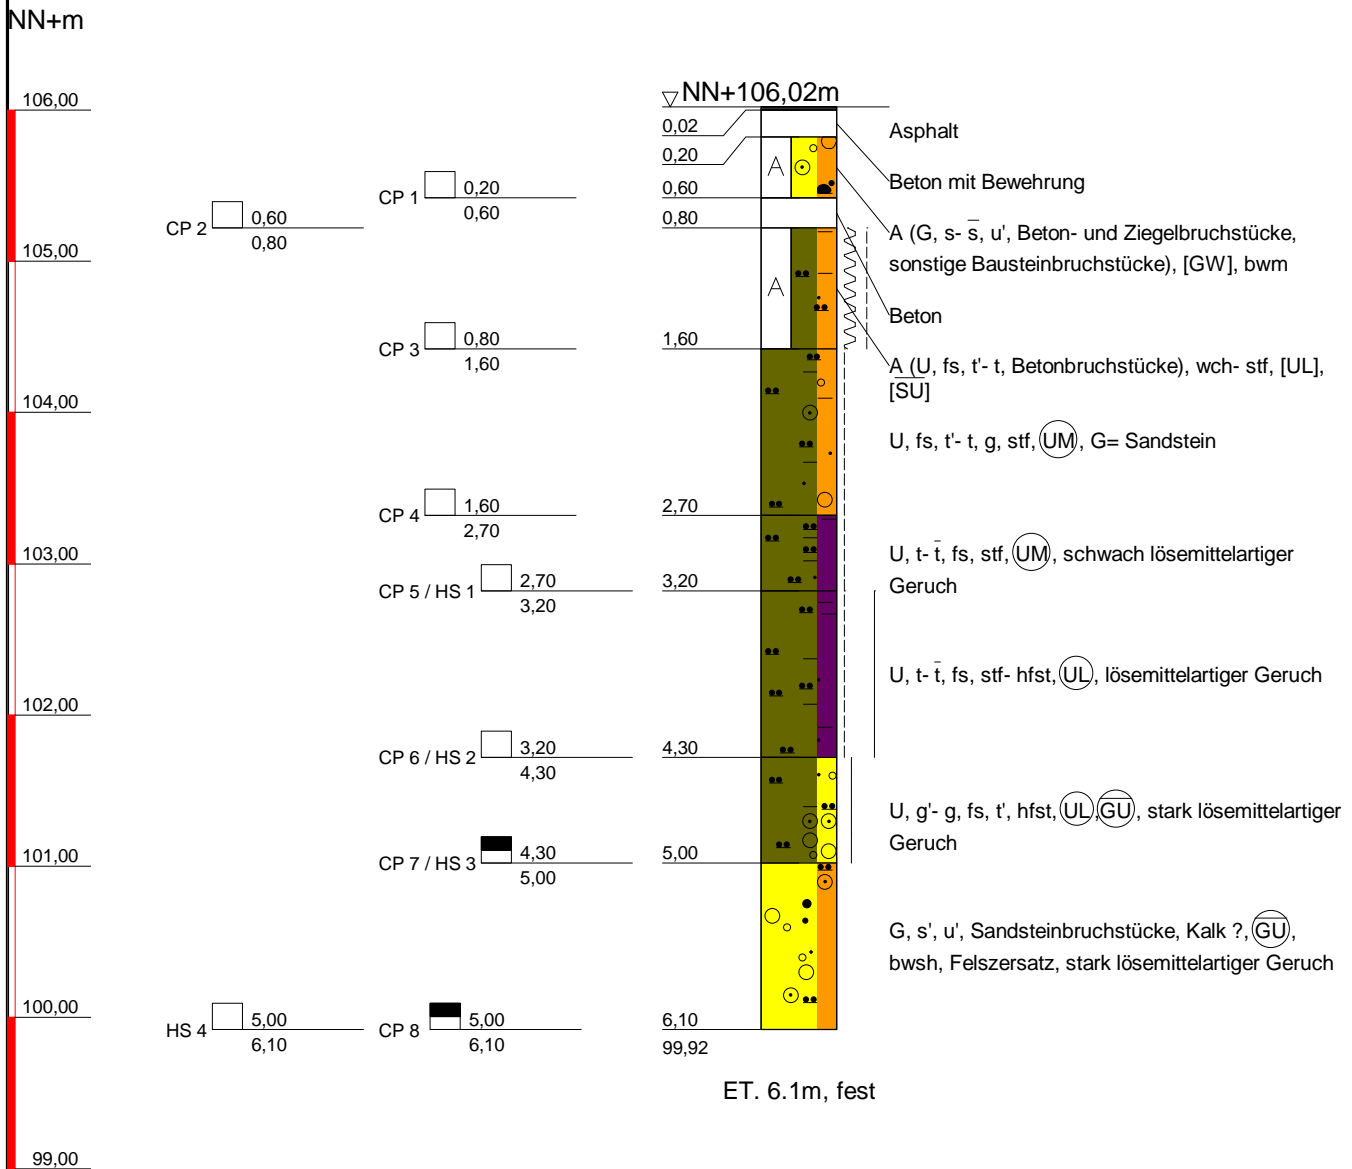 NN+m
NN+106,02m
106,00
0,02
Asphalt
0,20
A
Beton mit Bewehrung
CP 1
0,20
0,60
0,60
CP 2
0,60
0,80
0,80
A (G, s- s̄, u', Beton- und Ziegelbruchstücke,
sonstige Bausteinbruchstücke), [GW], bwm
105,00
A
Beton
CP 3
0,80
1,60
1,60
A (U, fs, t'- t, Betonbruchstücke), wch- stf, [UL],
[S̅U̅]
104,00
U, fs, t'- t, g, stf, UM, G= Sandstein
CP 4
1,60
2,70
2,70
103,00
U, t- t̄, fs, stf, UM, schwach lösemittelartiger
Geruch
CP 5 / HS 1
2,70
3,20
3,20
U, t- t̄, fs, stf- hfst, UL, lösemittelartiger Geruch
102,00
CP 6 / HS 2
3,20
4,30
4,30
U, g'- g, fs, t', hfst, UL, G̅U̅, stark lösemittelartiger
Geruch
101,00
CP 7 / HS 3
4,30
5,00
5,00
G, s', u', Sandsteinbruchstücke, Kalk ?, G̅U̅,
bwsh, Felszersatz, stark lösemittelartiger Geruch
100,00
HS 4
5,00
6,10
CP 8
5,00
6,10
6,10
99,92
ET. 6.1m, fest
99,00